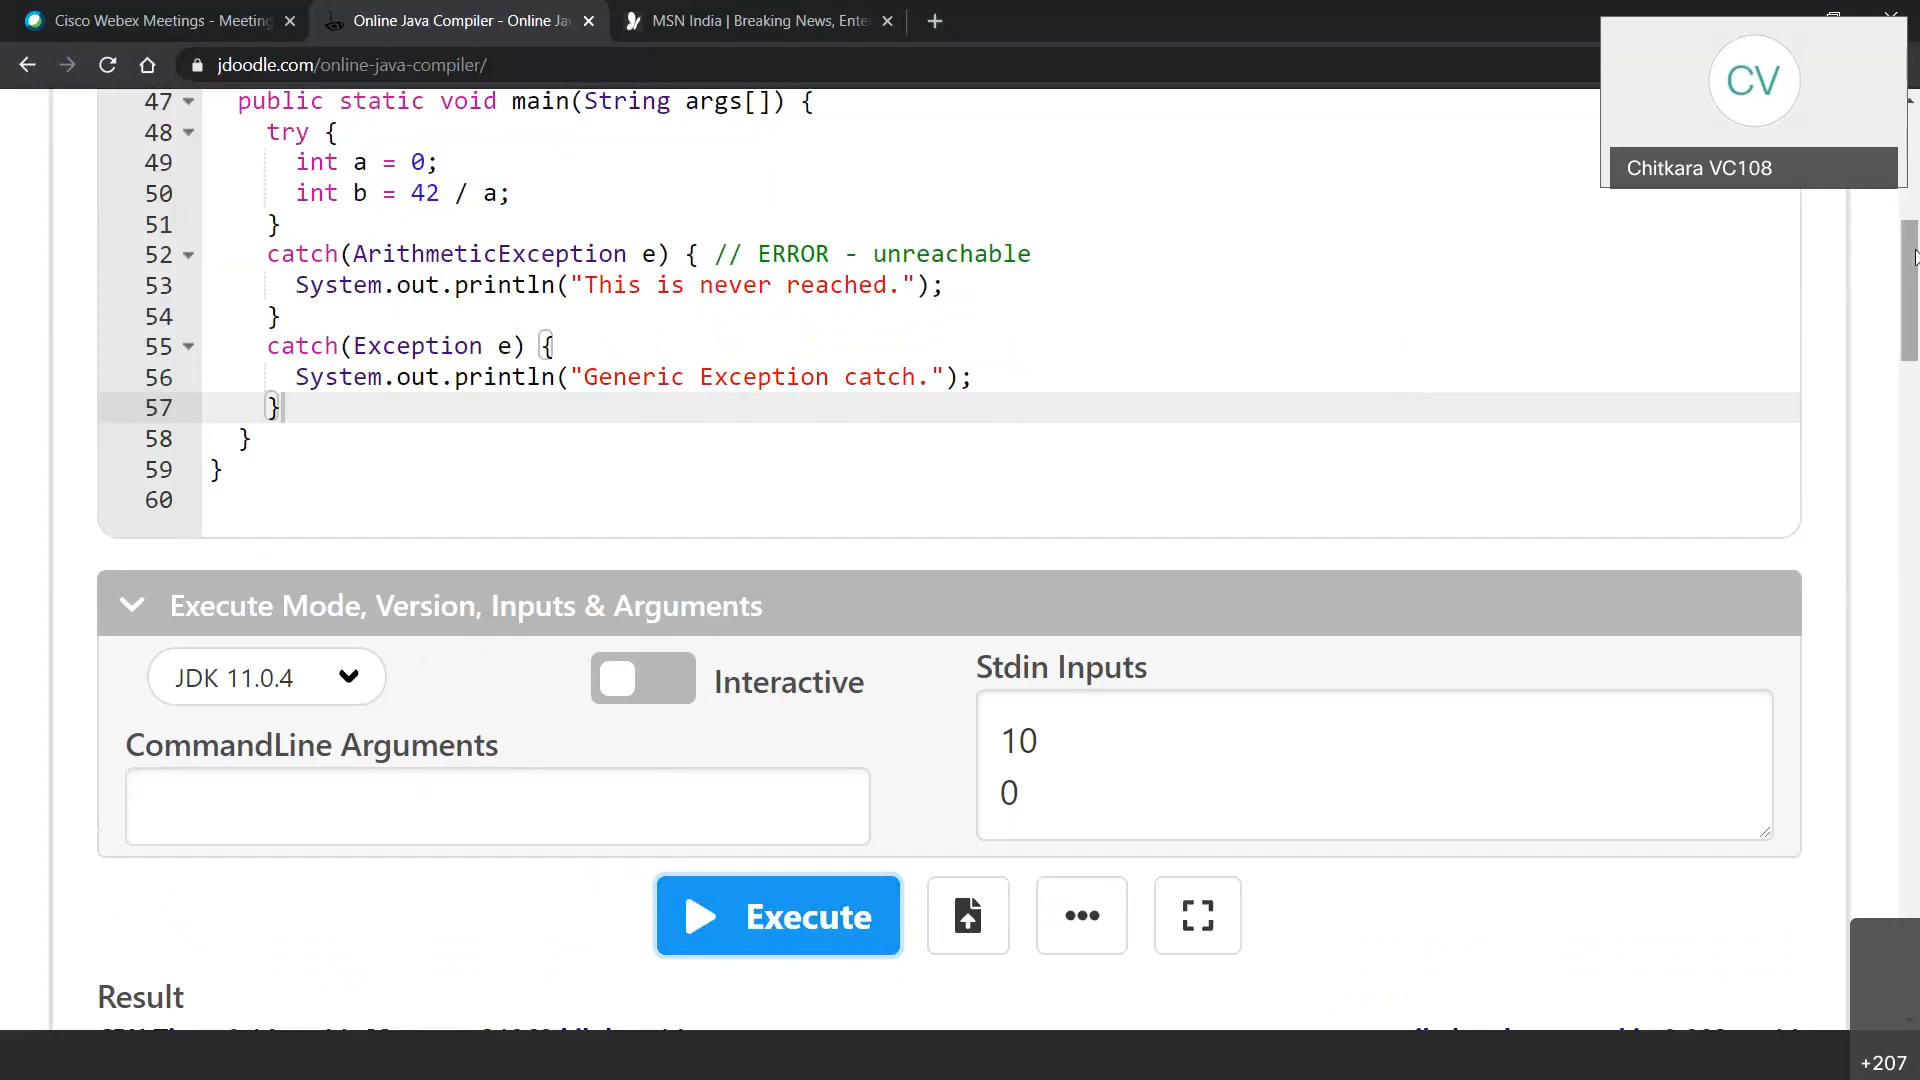 Cisco Webex Meetings - Meeting
Online Java Compiler - Online Ja
MSN India | Breaking News, Ente
jdoodle.com/online-java-compiler/
CV
Chitkara VC108
47 public static void main(String args[]) {
48 try {
49 int a = 0;
50 int b = 42 / a;
51 }
52 catch(ArithmeticException e) { // ERROR - unreachable
53 System.out.println("This is never reached.");
54 }
55 catch(Exception e) {
56 System.out.println("Generic Exception catch.");
57 }
58 }
59 }
60
Execute Mode, Version, Inputs & Arguments
JDK 11.0.4
Interactive
Stdin Inputs
10
0
CommandLine Arguments
Execute
Result
+207